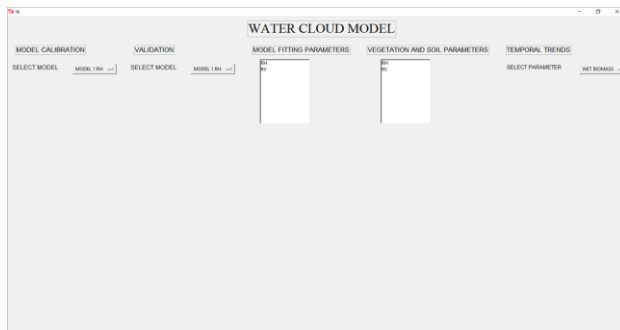 tk
WATER CLOUD MODEL
MODEL CALIBRATION
VALIDATION
MODEL FITTING PARAMETERS
VEGETATION AND SOIL PARAMETERS
TEMPORAL TRENDS
SELECT MODEL
MODEL 1 RH
SELECT MODEL
MODEL 1 RH
RH
RV
RH
RV
SELECT PARAMETER
WET BIOMASS